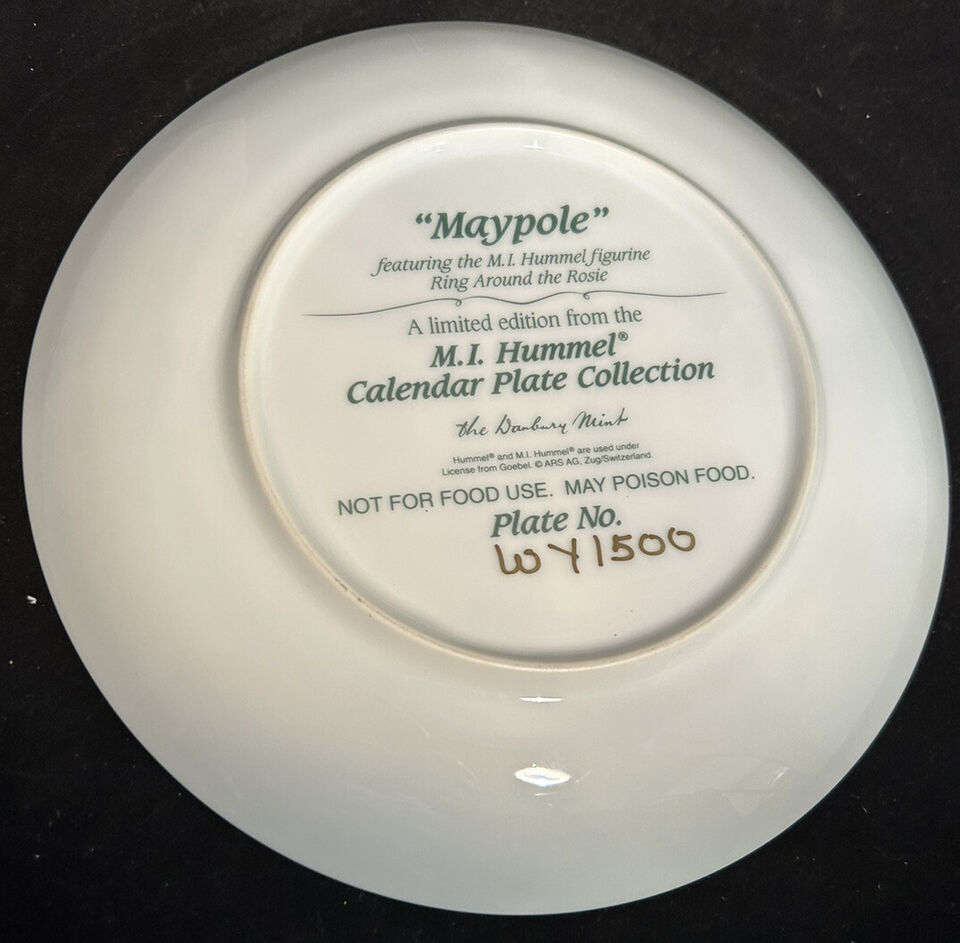 “Maypole”
featuring the M.I. Hummel figurine
Ring Around the Rosie
A limited edition from the
M.I. Hummel®
Calendar Plate Collection
the Danbury Mint
Hummel® and M.I. Hummel® are used under
License from Goebel. © ARS AG, Zug/Switzerland.
NOT FOR FOOD USE. MAY POISON FOOD.
Plate No.
WY1500